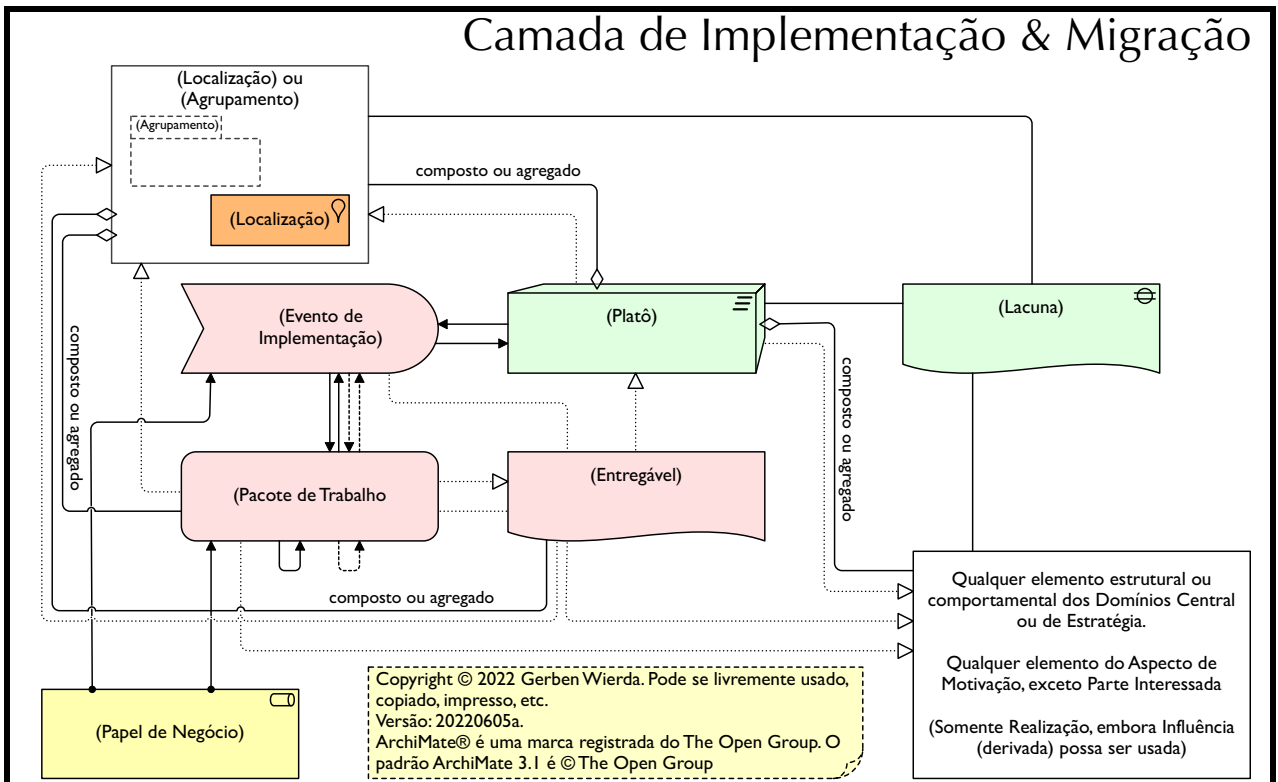 Camada de Implementação & Migração
(Localização) ou
(Agrupamento)
(Agrupamento)
(Localização)
composto ou agregado
(Evento de
Implementação)
(Platô)
(Lacuna)
composto ou agregado
composto ou agregado
(Pacote de Trabalho
(Entregável)
composto ou agregado
Qualquer elemento estrutural ou
comportamental dos Domínios Central
ou de Estratégia.
Qualquer elemento do Aspecto de
Motivação, exceto Parte Interessada
(Somente Realização, embora Influência
(derivada) possa ser usada)
(Papel de Negócio)
Copyright © 2022 Gerben Wierda. Pode se livremente usado,
copiado, impresso, etc.
Versão: 20220605a.
ArchiMate® é uma marca registrada do The Open Group. O
padrão ArchiMate 3.1 é © The Open Group